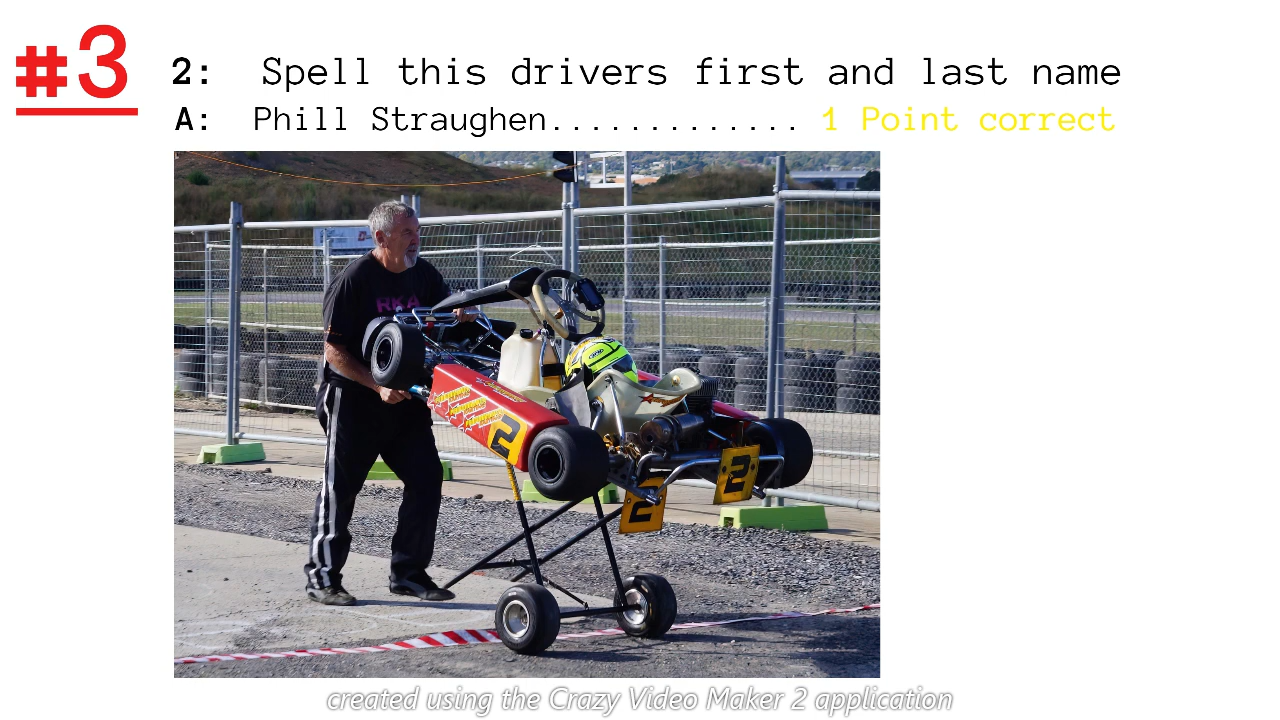 #3
2: Spell this drivers first and last name
A: Phill Straughen............. 1 Point correct
RKA
2
2
2
created using the Crazy Video Maker 2 application